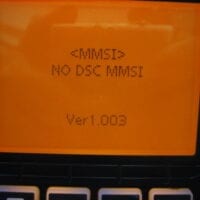 <MMSI>
NO DSC MMSI
Ver1.003